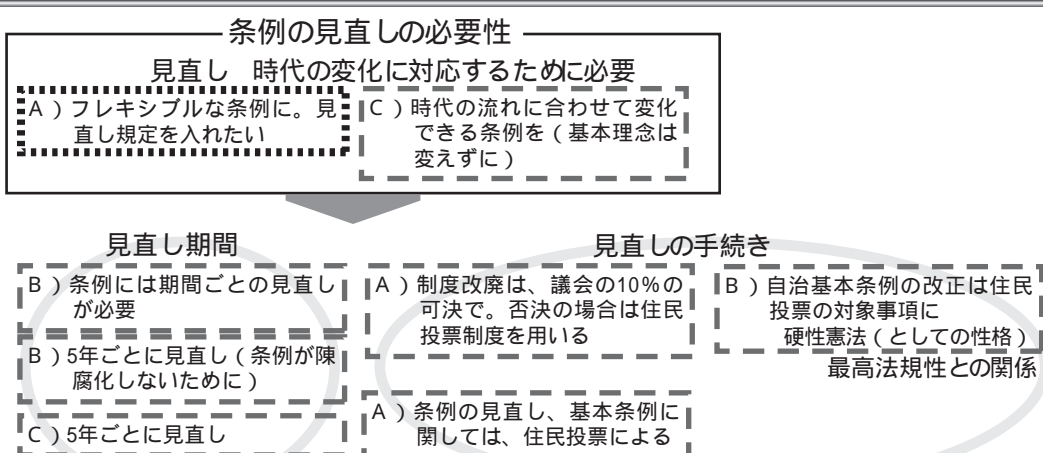 条例の見直しの必要性
見直し　時代の変化に対応するために必要
A）フレキシブルな条例に。見
直し規定を入れたい
C）時代の流れに合わせて変化
できる条例を（基本理念は
変えずに）
見直し期間
B）条例には期間ごとの見直し
が必要
B）5年ごとに見直し（条例が陳
腐化しないために）
C）5年ごとに見直し
見直しの手続き
A）制度改廃は、議会の10%の
可決で。否決の場合は住民
投票制度を用いる
A）条例の見直し、基本条例に
関しては、住民投票による
B）自治基本条例の改正は住民
投票の対象事項に
硬性憲法（としての性格）
最高法規性との関係